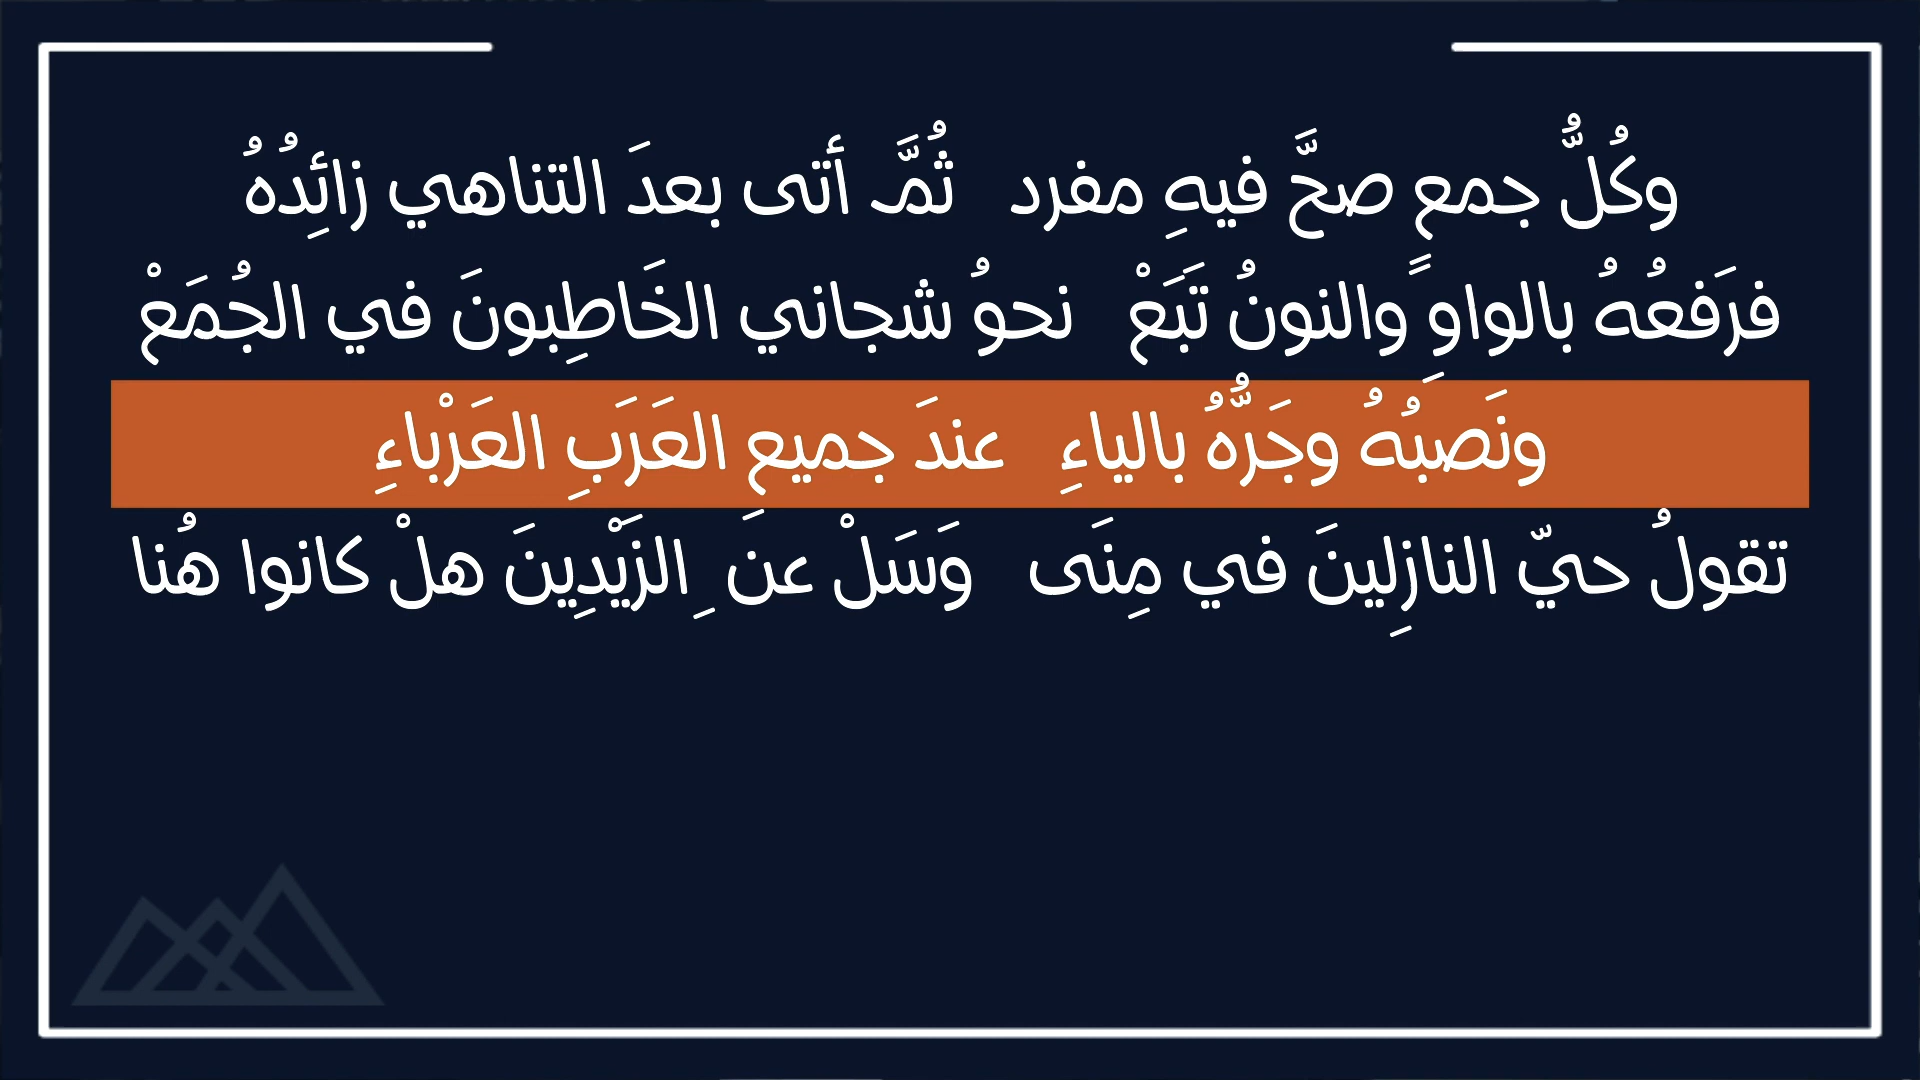 وكُلُّ جمعٍ صحَّ فيهِ مفرد ثُمَّـ أتى بعدَ التناهي زائِدُهُ
فرَفعُهُ بالواوٍ والنونُ تَبَعْ نحوُ شجاني الخَاطِبونَ في الجُمَعْ
ونَصبُهُ وجَرُّهُ بالياءِ عندَ جميعِ العَرَبِ العَرْباءِ
تقولُ حيّ النازِلِينَ في مِنَى وَسَلْ عنَ ِالزَيْدِينَ هلْ كانوا هُنا